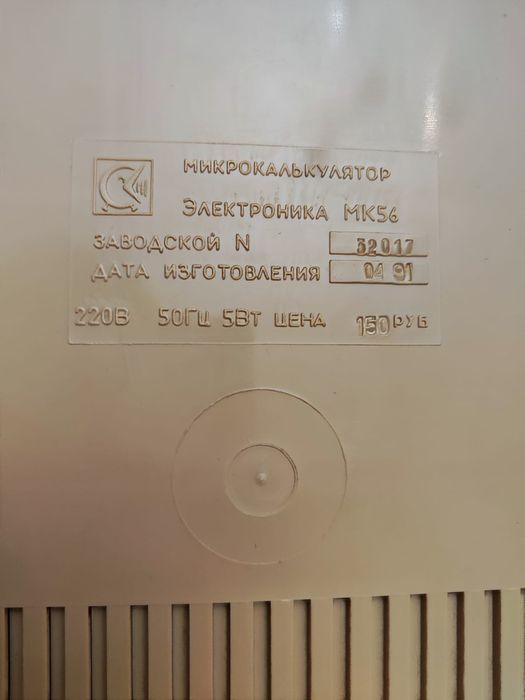 МИКРОКАЛЬКУЛЯТОР
ЭЛЕКТРОНИКА МК56
ЗАВОДСКОЙ N 32017
ДАТА ИЗГОТОВЛЕНИЯ 04 91
220В 50ГЦ 5ВТ ЦЕНА 150 РУБ